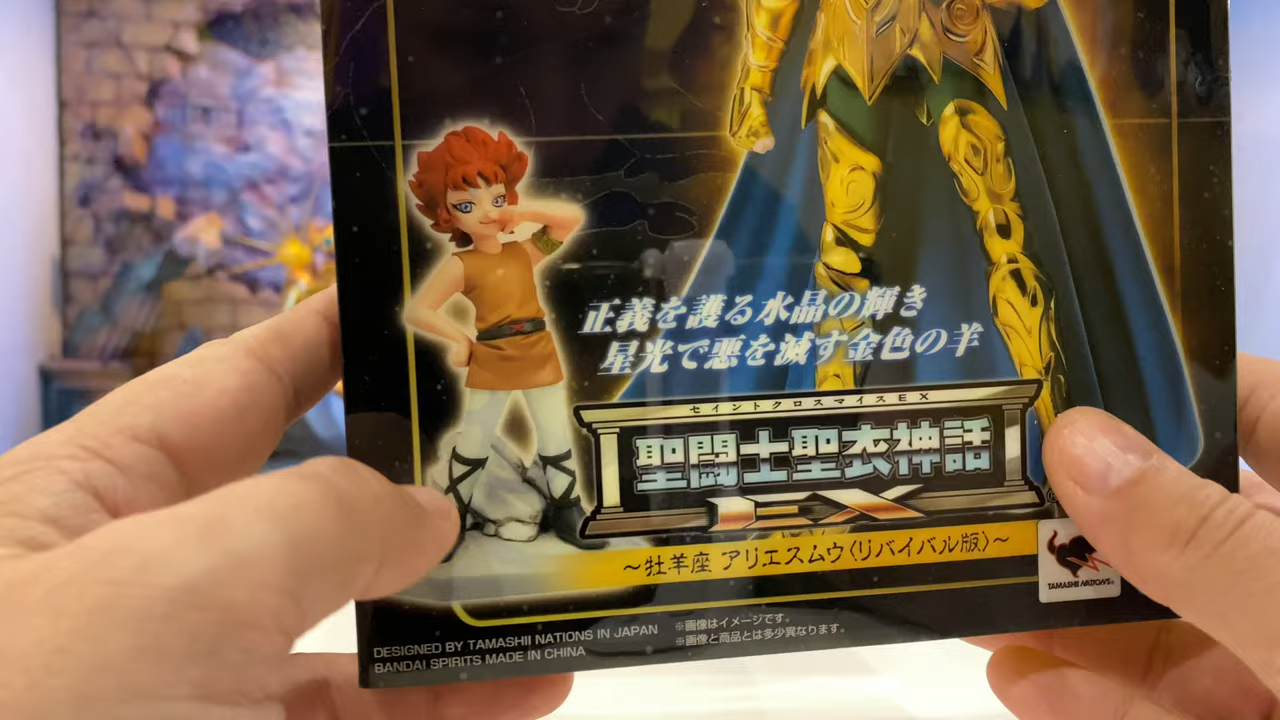 正義を護る水晶の輝き
星光で悪を滅す金色の羊
セイントクロスマイスEX
聖闘士聖衣神話
EX
～牡羊座 アリエスムウ〈リバイバル版〉～
TAMASHII NATIONS
DESIGNED BY TAMASHII NATIONS IN JAPAN
BANDAI SPIRITS MADE IN CHINA
※画像はイメージです。
※画像と商品とは多少異なります。